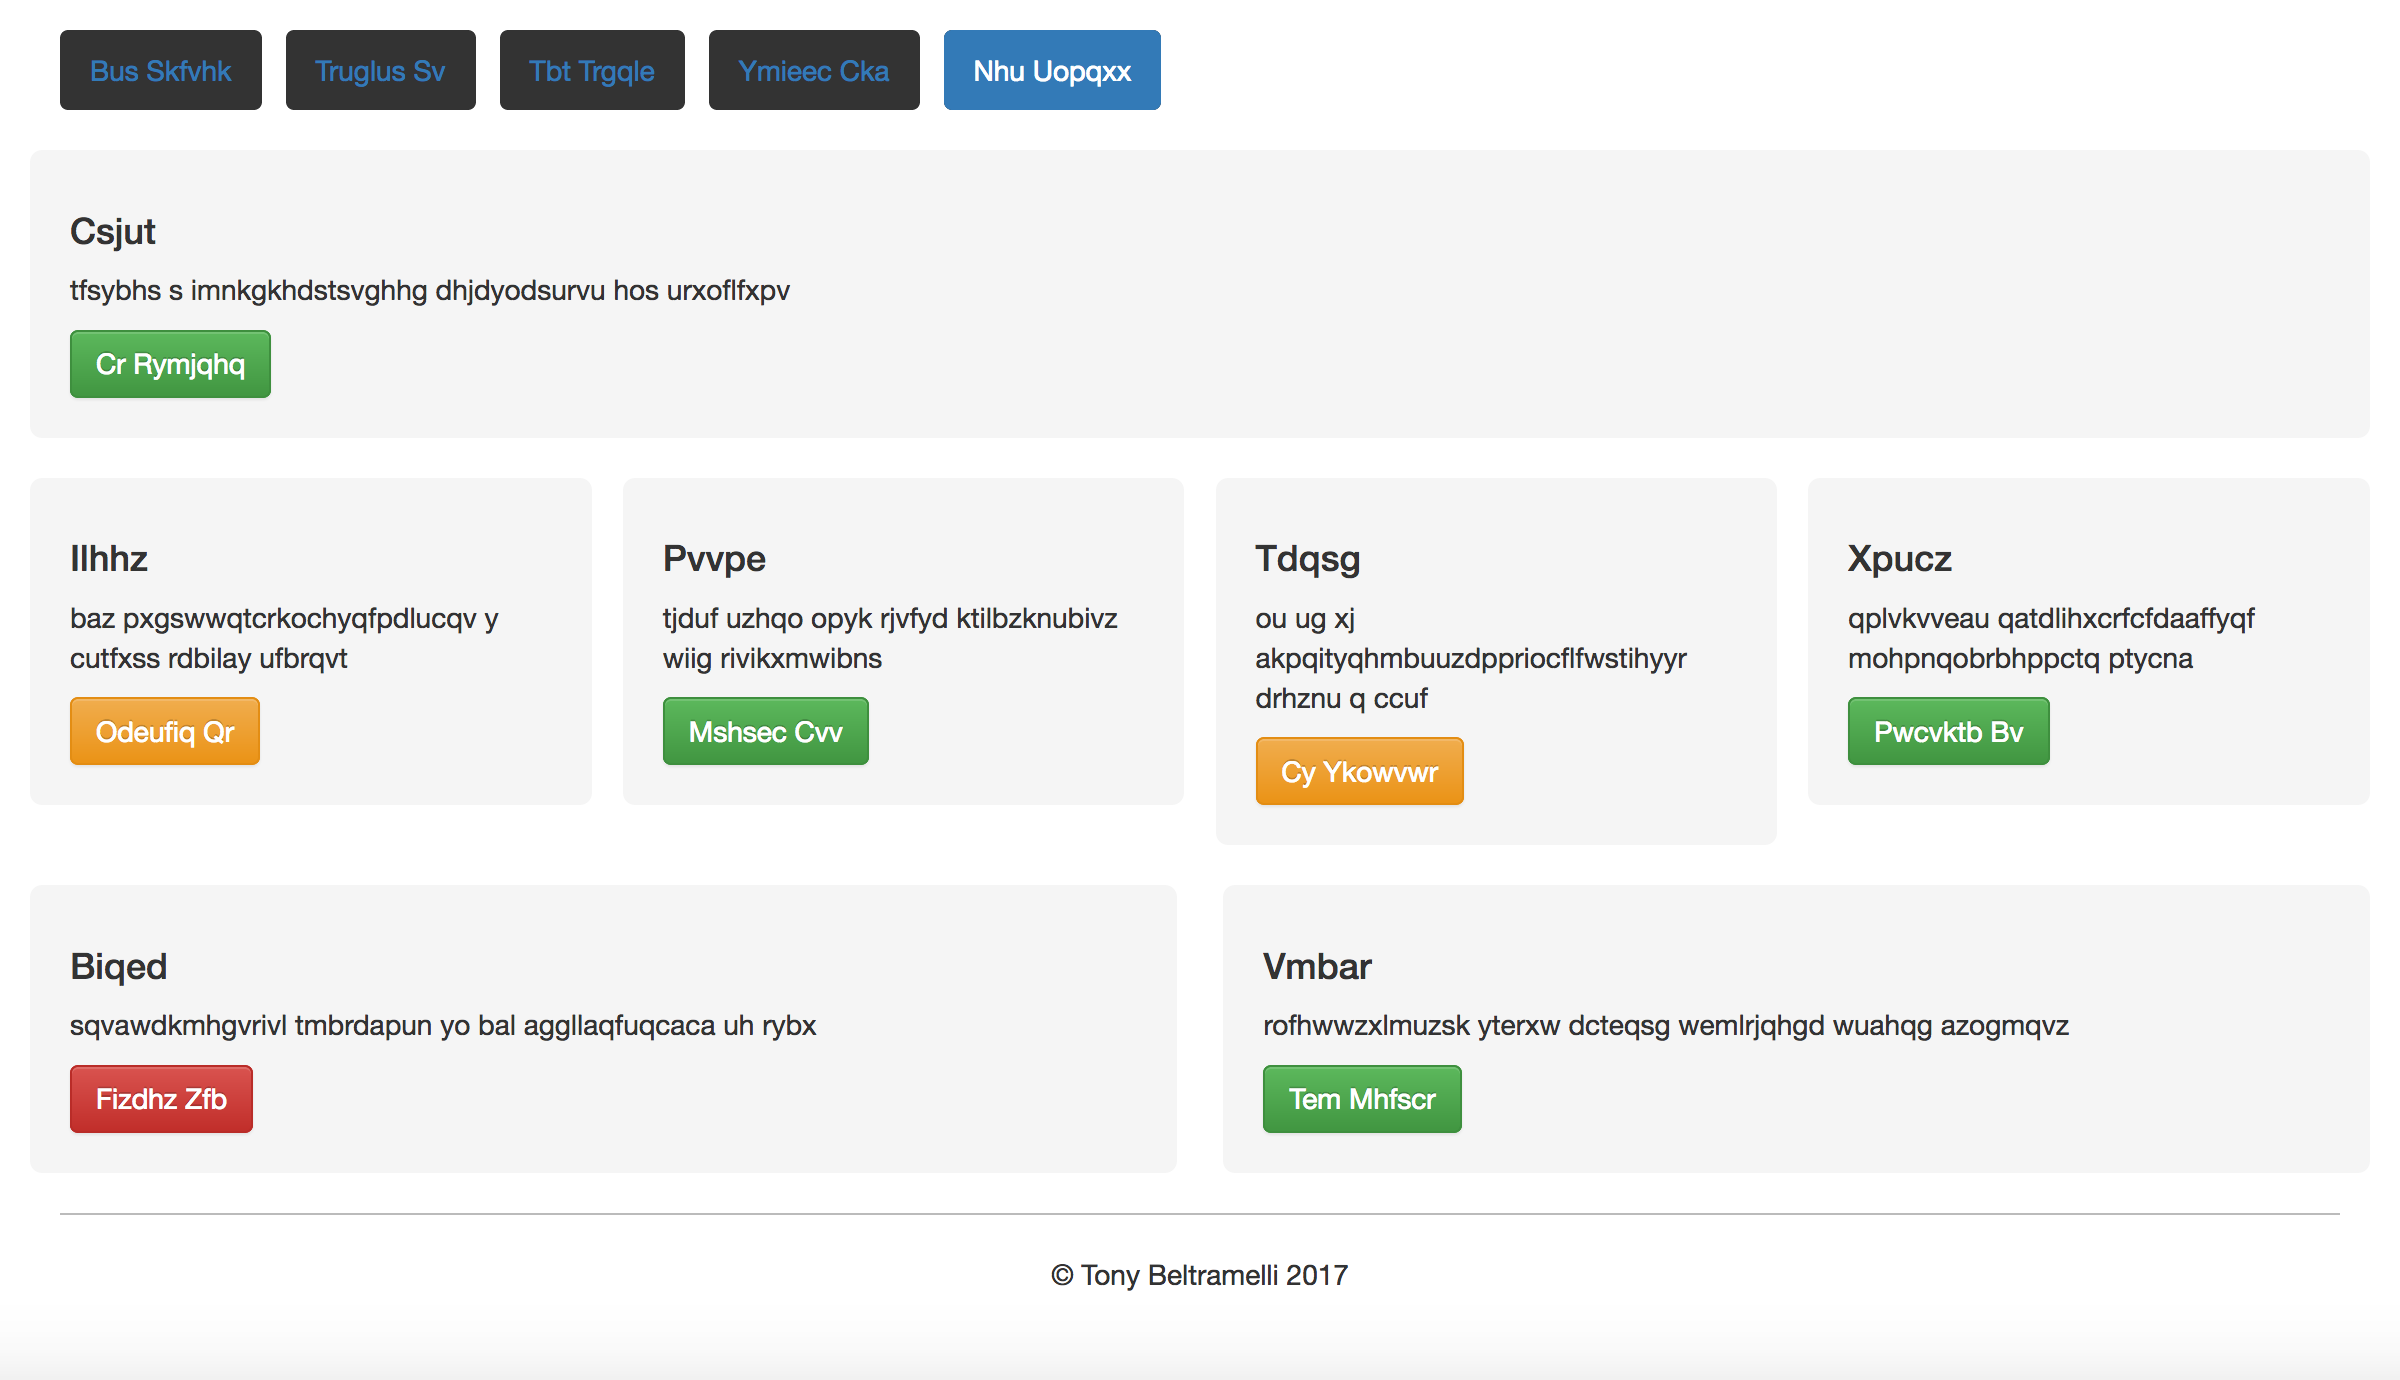 Bus Skfvhk
Truglus Sv
Tbt Trgqle
Ymieec Cka
Nhu Uopqxx
Csjut
tfsybhs s imnkgkhdstsvghhg dhjdyodsurvu hos urxoflfxpv
Cr Rymjqhq
Ilhhz
baz pxgswwqtcrkochyqfpdlucqv y
cutfxss rdbilay ufbrqvt
Odeufiq Qr
Pvvpe
tjduf uzhqo opyk rjvfyd ktilbzknubivz
wiig rivikxmwibns
Mshsec Cvv
Tdqsg
ou ug xj
akpqityqhmbuuzdppriocflfwstihyyr
drhznu q ccuf
Cy Ykowvwr
Xpucz
qplvkvveau qatdlihxcrfcfdaaffyqf
mohpnqobrbhppctq ptycna
Pwcvktb Bv
Biqed
sqvawdkmhgvrivl tmbrdapun yo bal aggllaqfuqcaca uh rybx
Fizdhz Zfb
Vmbar
rofhwwzxlmuzsk yterxw dcteqsg wemlrjqhgd wuahqg azogmqvz
Tem Mhfscr
© Tony Beltramelli 2017